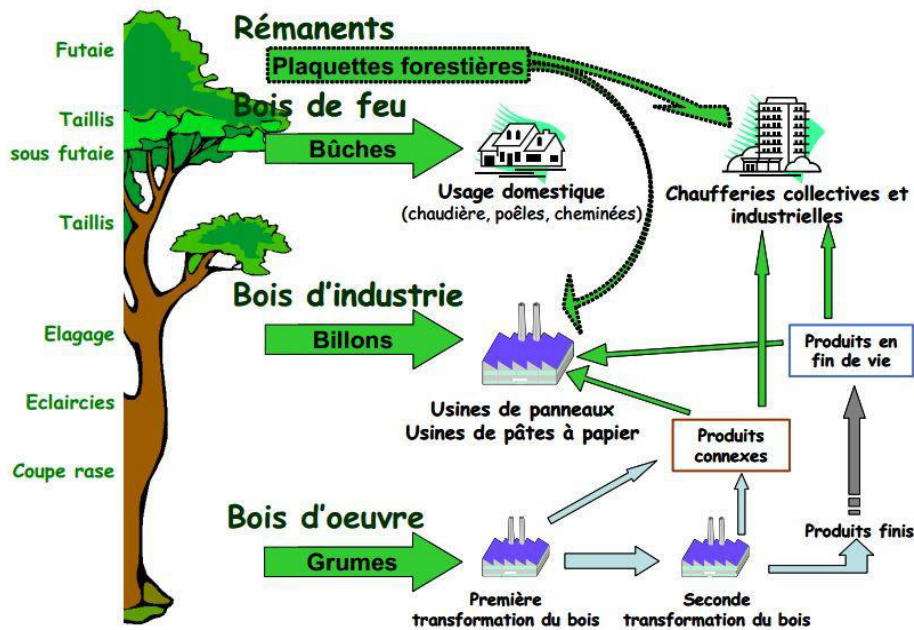 Futaie
Taillis
sous futaie
Taillis
Elagage
Eclaircies
Coupe rase
Rémanents
Plaquettes forestières
Bois de feu
Bûches
Usage domestique
(chaudière, poêles, cheminées)
Chaufferies collectives et
industrielles
Bois d'industrie
Billons
Usines de panneaux
Usines de pâtes à papier
Produits en
fin de vie
Produits
connexes
Bois d'oeuvre
Grumes
Première
transformation du bois
Seconde
transformation du bois
Produits finis